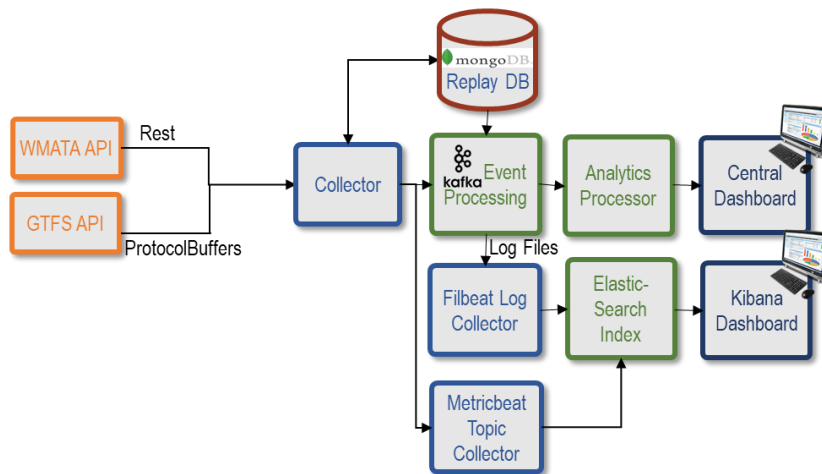 mongoDB
Replay DB
Rest
WMATA API
GTFS API
ProtocolBuffers
Collector
kafka
Event
Processing
Analytics
Processor
Central
Dashboard
Log Files
Filbeat Log
Collector
Elastic-
Search
Index
Kibana
Dashboard
Metricbeat
Topic
Collector